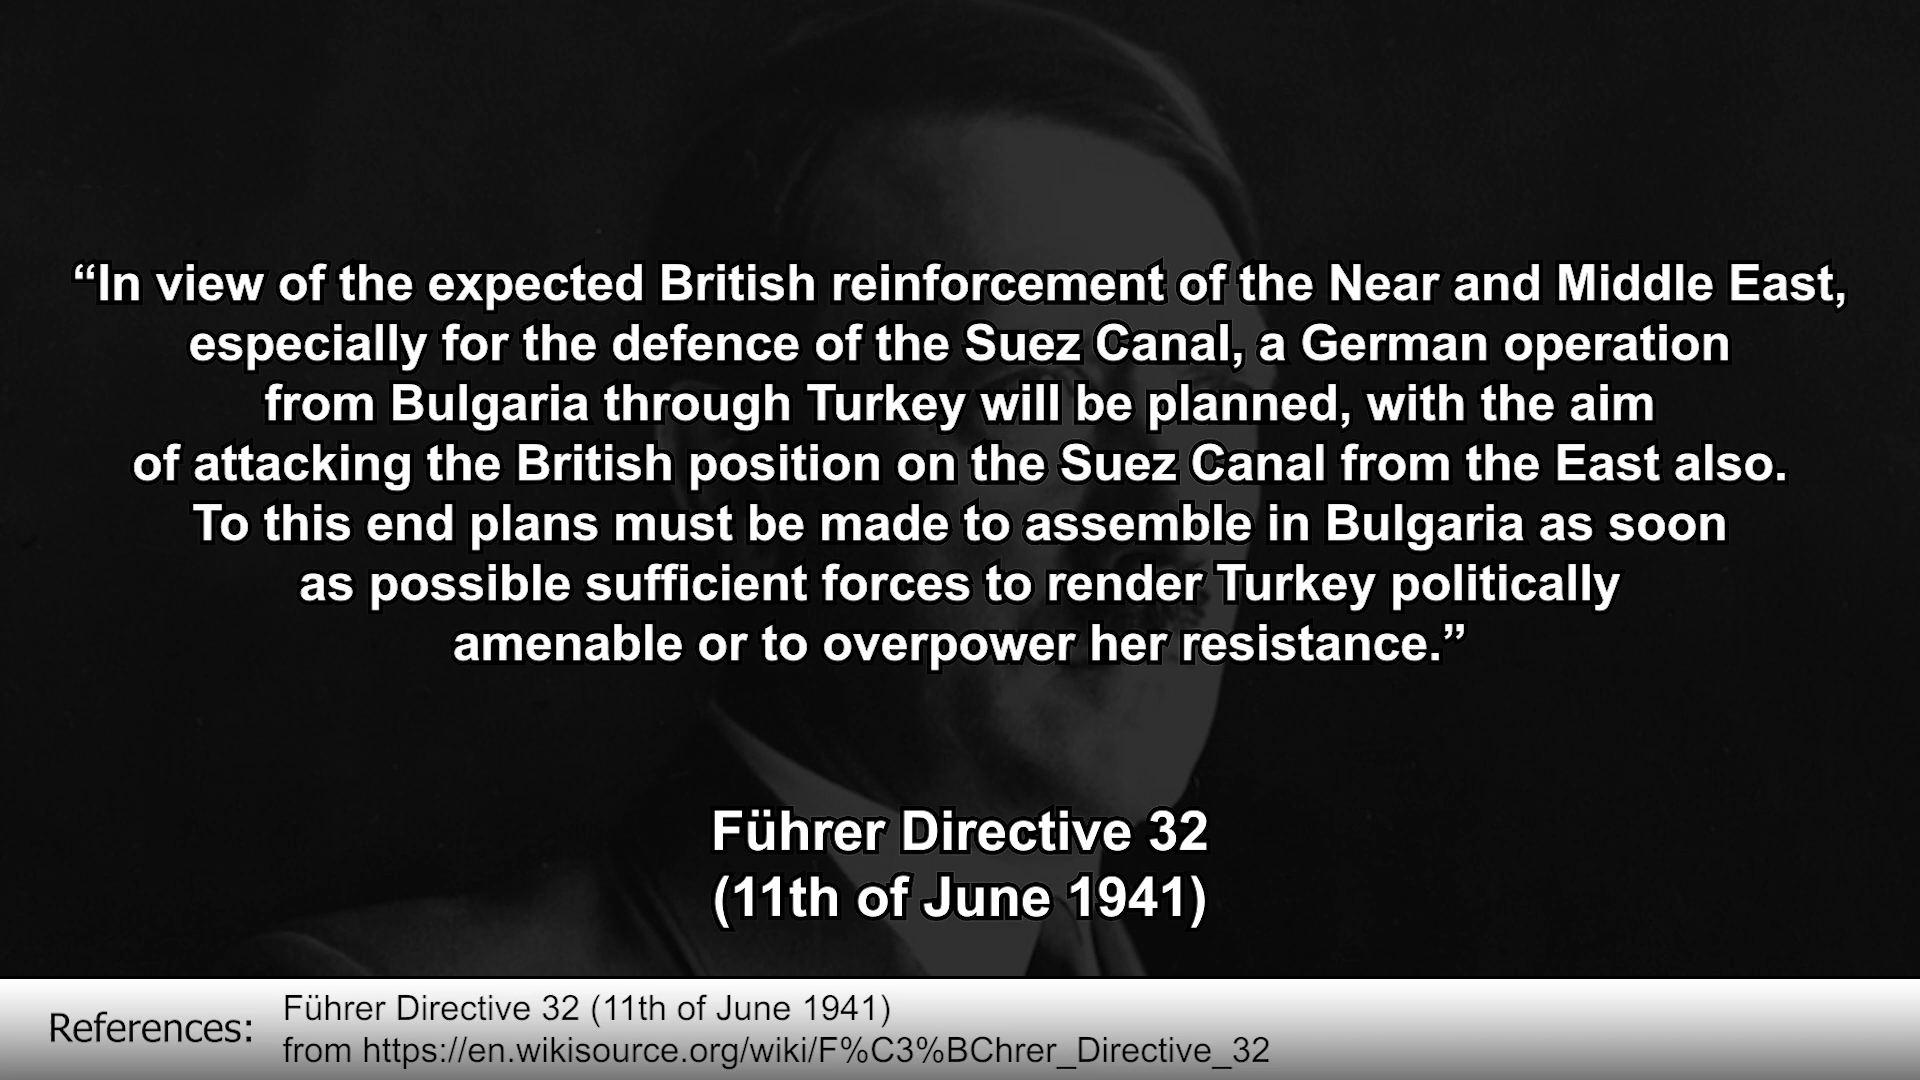 “In view of the expected British reinforcement of the Near and Middle East,
especially for the defence of the Suez Canal, a German operation
from Bulgaria through Turkey will be planned, with the aim
of attacking the British position on the Suez Canal from the East also.
To this end plans must be made to assemble in Bulgaria as soon
as possible sufficient forces to render Turkey politically
amenable or to overpower her resistance.”
Führer Directive 32
(11th of June 1941)
References:
Führer Directive 32 (11th of June 1941)
from https://en.wikisource.org/wiki/F%C3%BChrer_Directive_32